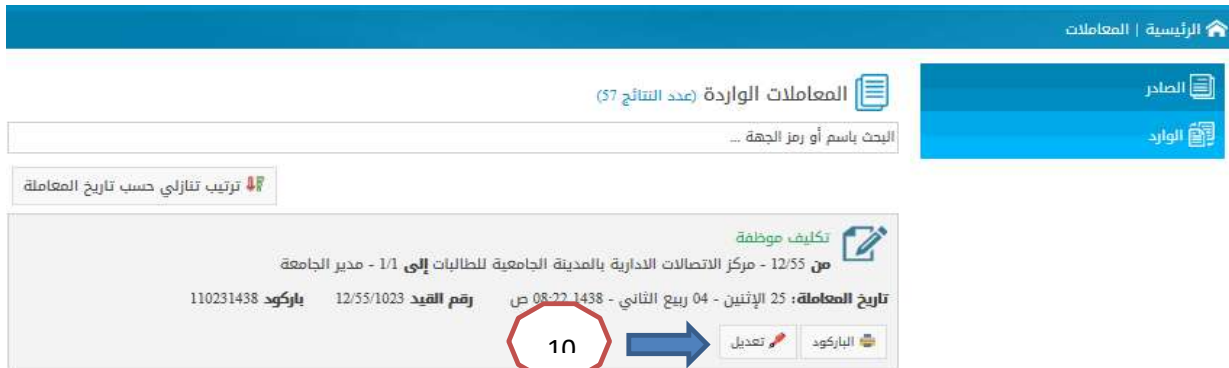 الرئيسية | المعاملات
الصادر
الوارد
المعاملات الواردة (عدد النتائج 57)
البحث باسم أو رمز الجهة ...
ترتيب تنازلي حسب تاريخ المعاملة
تكليف موظفة
من 12/55 - مركز الاتصالات الادارية بالمدينة الجامعية للطالبات إلى 1/1 - مدير الجامعة
تاريخ المعاملة: 25 الإثنين - 04 ربيع الثاني - 1438 08:22 ص رقم القيد 12/55/1023 باركود 110231438
الباركود تعديل
10